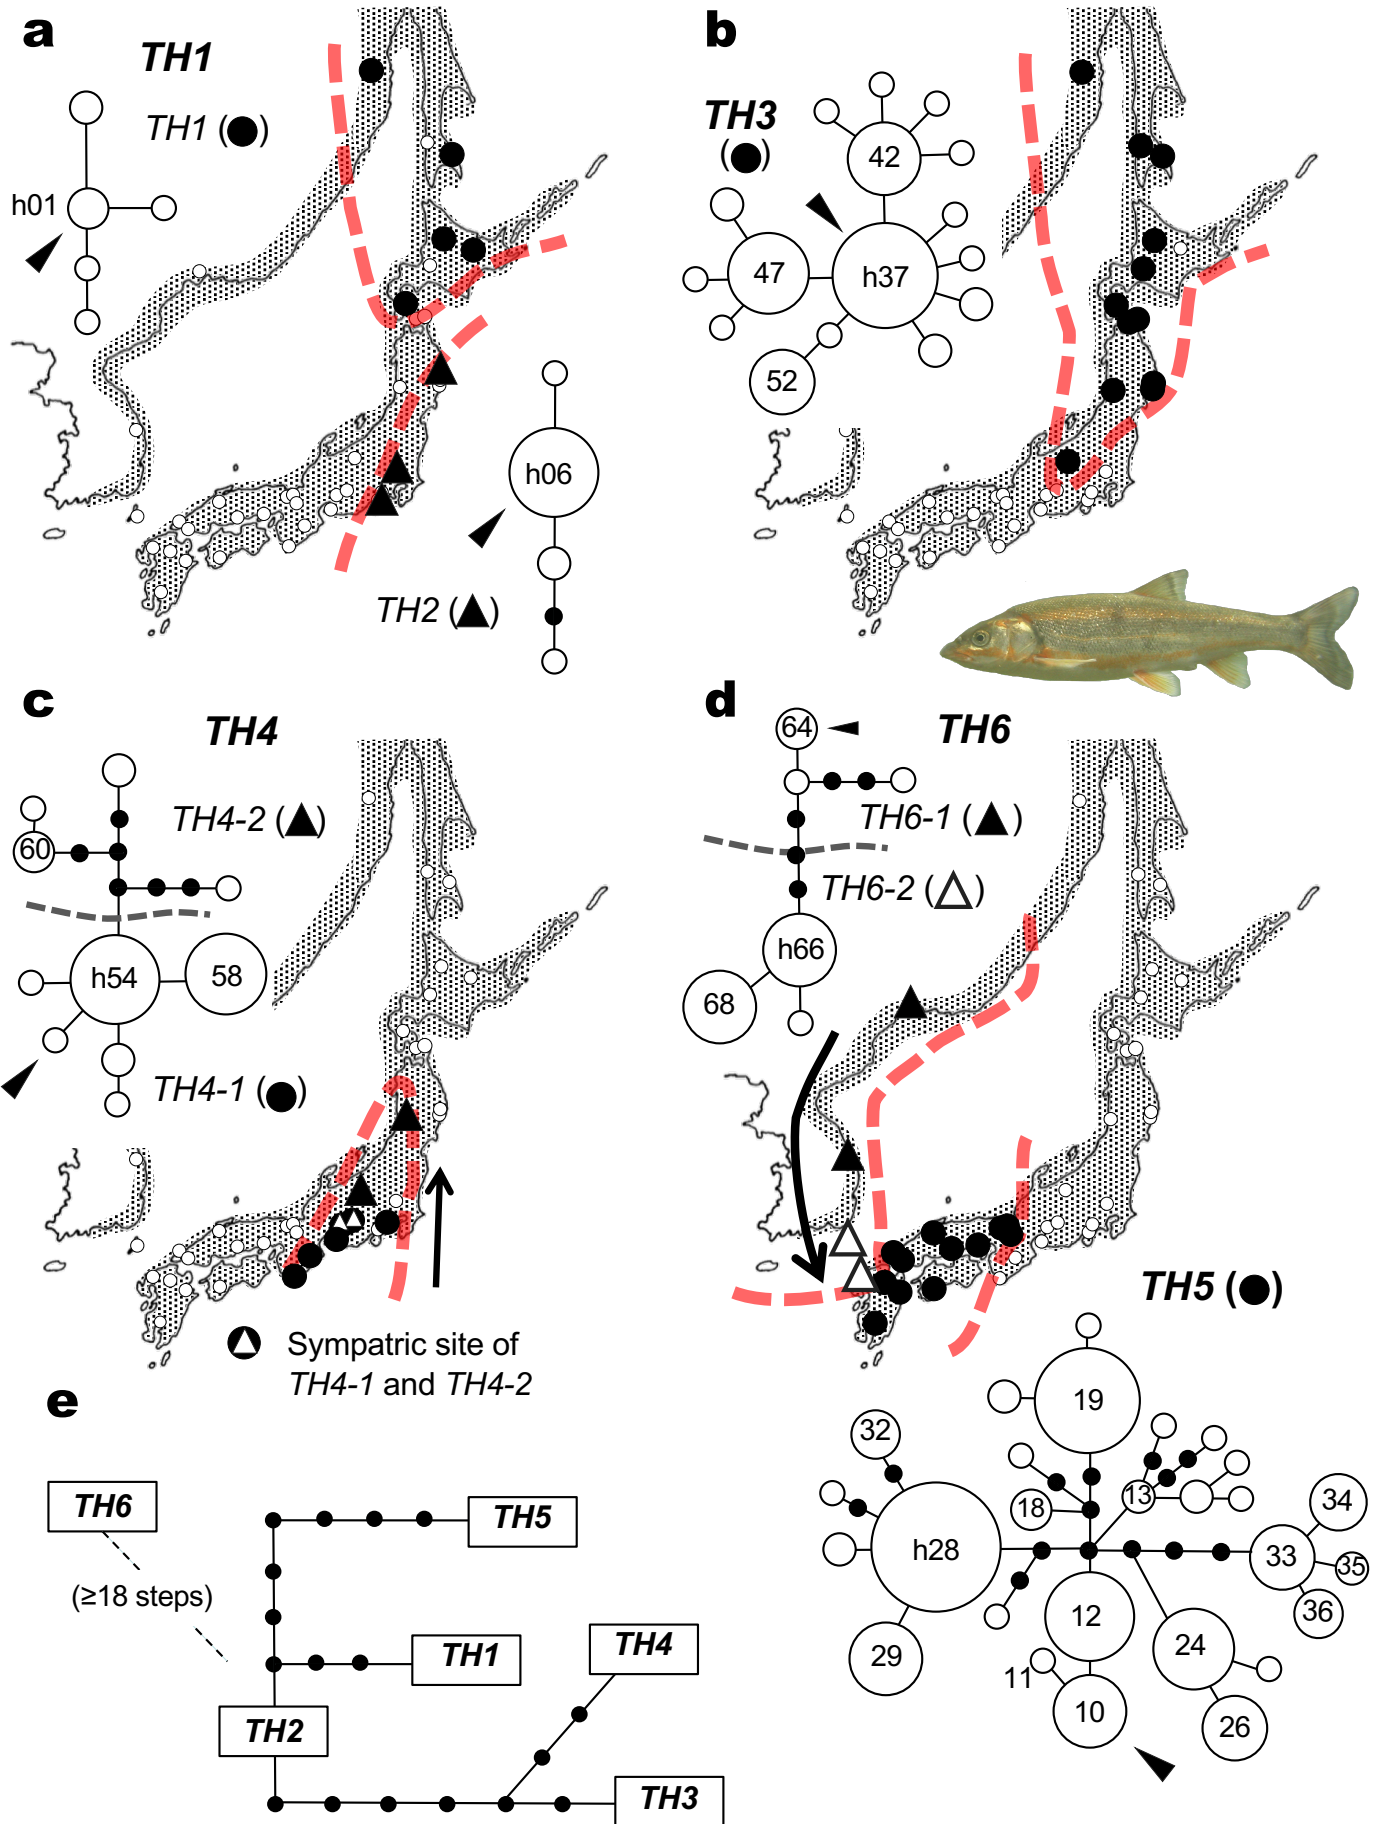 a
TH1
TH1 (●)
h01
h06
TH2 (▲)
b
TH3
(●)
42
47
h37
52
c
TH4
TH4-2 (▲)
60
h54
58
TH4-1 (●)
Sympatric site of
TH4-1 and TH4-2
d
64
TH6
TH6-1 (▲)
TH6-2 (△)
h66
68
TH5 (●)
19
32
18
13
34
h28
33
35
36
12
24
29
11
10
26
e
TH6
TH5
(≥18 steps)
TH4
TH1
TH2
TH3